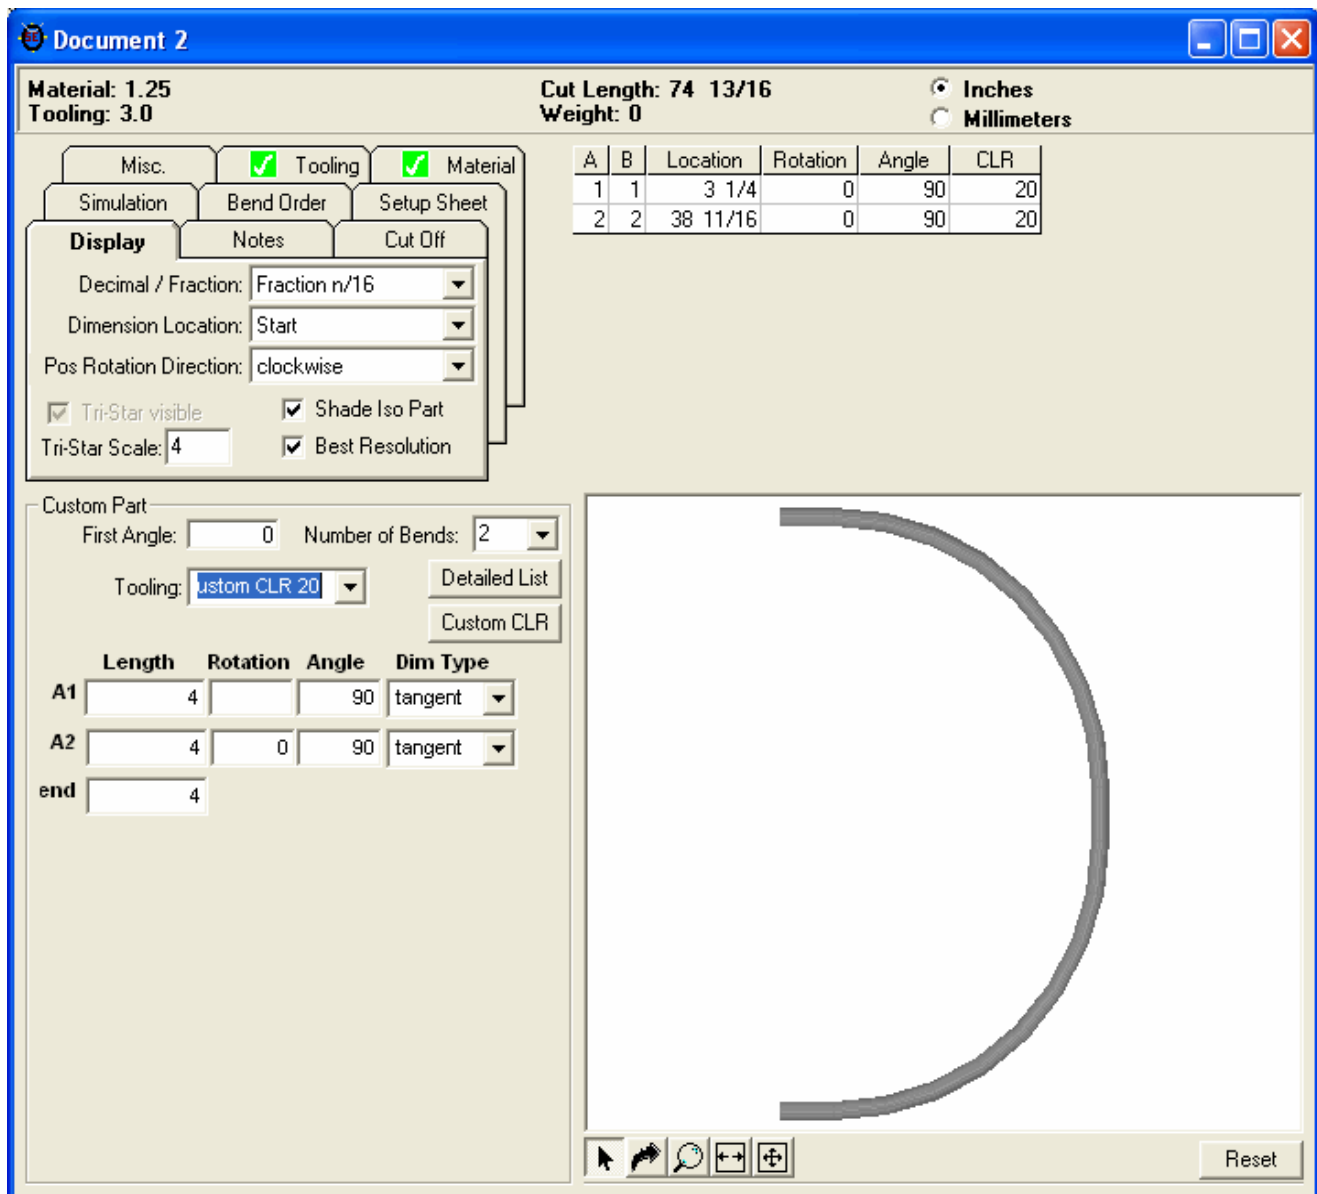 Document 2
Material: 1.25
Cut Length: 74 13/16
Inches
Tooling: 3.0
Weight: 0
Millimeters
Misc.
Tooling
Material
Simulation
Bend Order
Setup Sheet
Display
Notes
Cut Off
Decimal / Fraction: Fraction n/16
Dimension Location: Start
Pos Rotation Direction: clockwise
Tri-Star visible
Shade Iso Part
Tri-Star Scale: 4
Best Resolution
A B Location Rotation Angle CLR
1 1 3 1/4 0 90 20
2 2 38 11/16 0 90 20
Custom Part
First Angle: 0 Number of Bends: 2
Tooling: ustom CLR 20
Detailed List
Custom CLR
Length Rotation Angle Dim Type
A1 4 90 tangent
A2 4 0 90 tangent
end 4
Reset